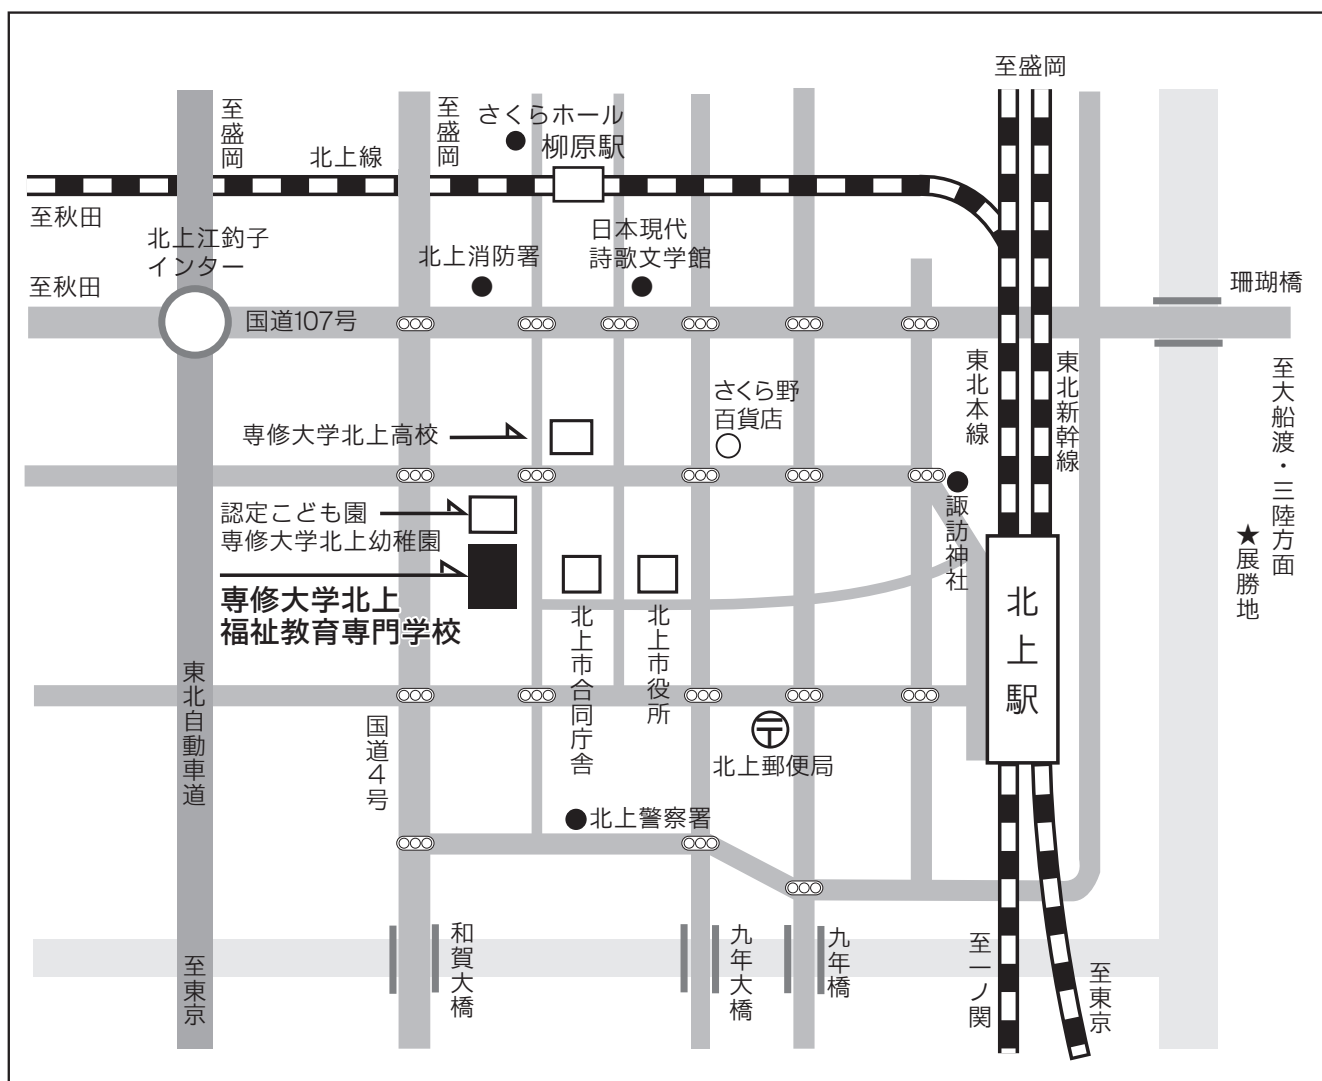 至盛岡
至盛岡
至盛岡
さくらホール
柳原駅
北上線
至秋田
北上江釣子
インター
北上消防署
日本現代
詩歌文学館
至秋田
国道107号
珊瑚橋
東北本線
東北新幹線
至大船渡・三陸方面
さくら野
百貨店
専修大学北上高校
認定こども園
専修大学北上幼稚園
諏訪神社
★展勝地
専修大学北上
福祉教育専門学校
北上駅
北上市合同庁舎
北上市役所
東北自動車道
国道4号
〒
北上郵便局
北上警察署
和賀大橋
九年大橋
九年橋
至一ノ関
至東京
至東京